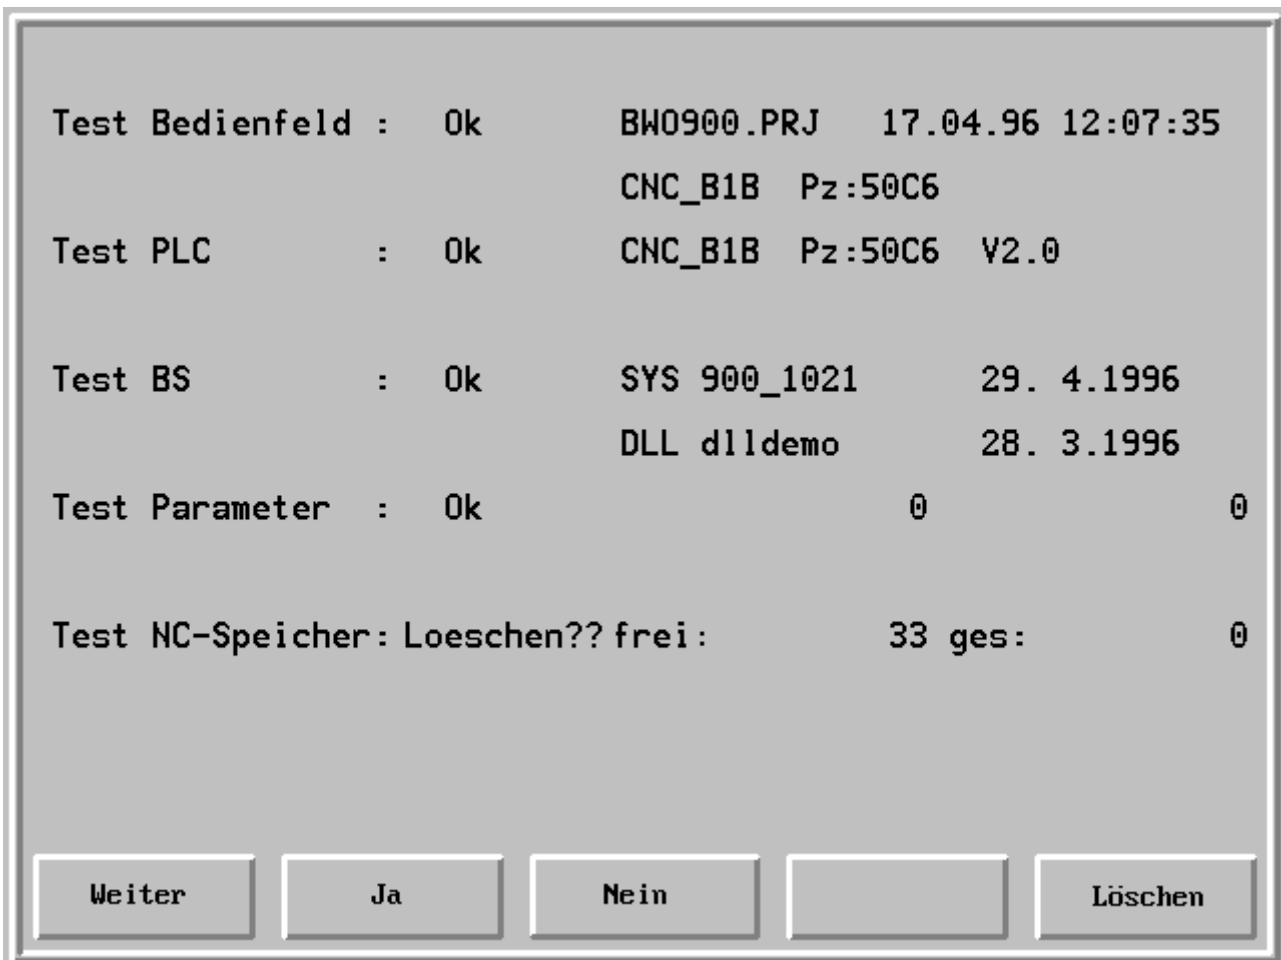 Test Bedienfeld : Ok BWO900.PRJ 17.04.96 12:07:35
CNC_B1B Pz:50C6
Test PLC : Ok CNC_B1B Pz:50C6 V2.0
Test BS : Ok SYS 900_1021 29. 4.1996
DLL dlldemo 28. 3.1996
Test Parameter : Ok 0 0
Test NC-Speicher: Loeschen?? frei: 33 ges: 0
Weiter Ja Nein Löschen